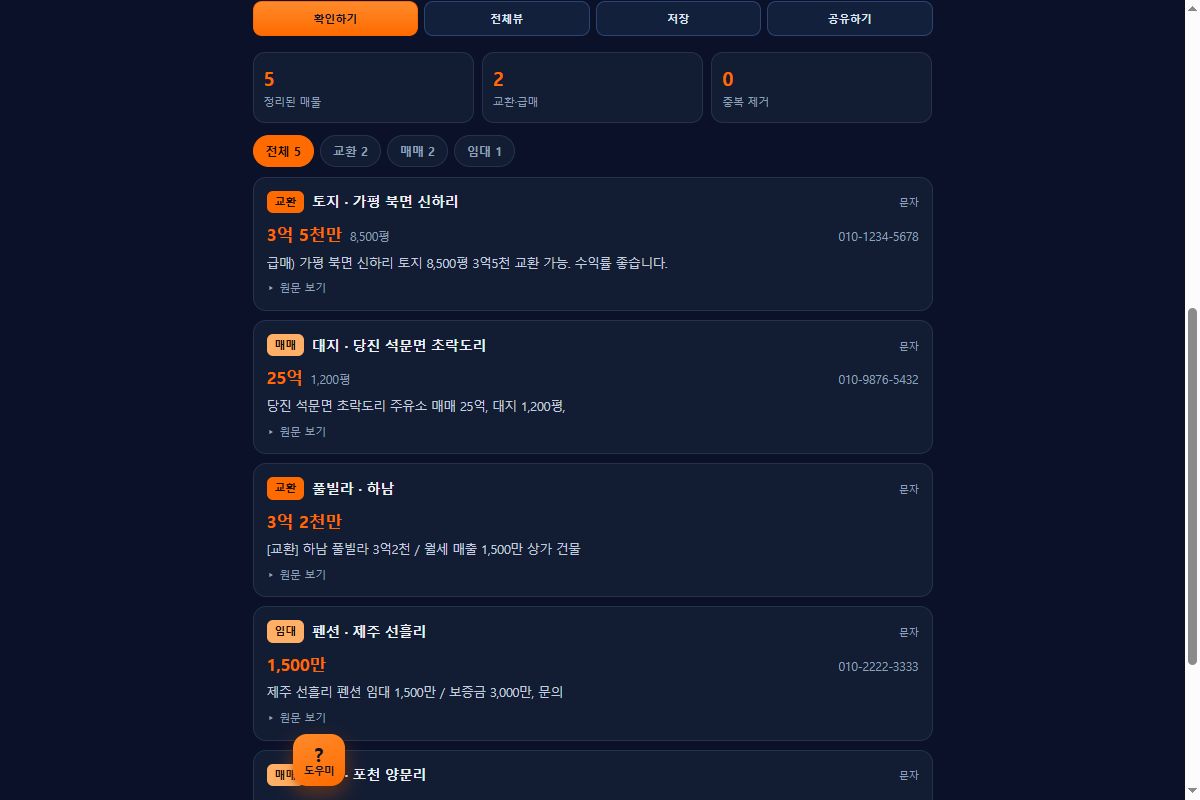 확인하기
전체뷰
저장
공유하기
5
정리된 매물
2
교환·급매
0
중복 제거
전체 5
교환 2
매매 2
임대 1
교환 토지 · 가평 북면 신하리 문자
3억 5천만 8,500평 010-1234-5678
급매) 가평 북면 신하리 토지 8,500평 3억5천 교환 가능. 수익률 좋습니다.
▸ 원문 보기
매매 대지 · 당진 석문면 초락도리 문자
25억 1,200평 010-9876-5432
당진 석문면 초락도리 주유소 매매 25억, 대지 1,200평,
▸ 원문 보기
교환 풀빌라 · 하남 문자
3억 2천만
[교환] 하남 풀빌라 3억2천 / 월세 매출 1,500만 상가 건물
▸ 원문 보기
임대 펜션 · 제주 선흘리 문자
1,500만 010-2222-3333
제주 선흘리 펜션 임대 1,500만 / 보증금 3,000만, 문의
▸ 원문 보기
?
도우미
매매 · 포천 양문리 문자